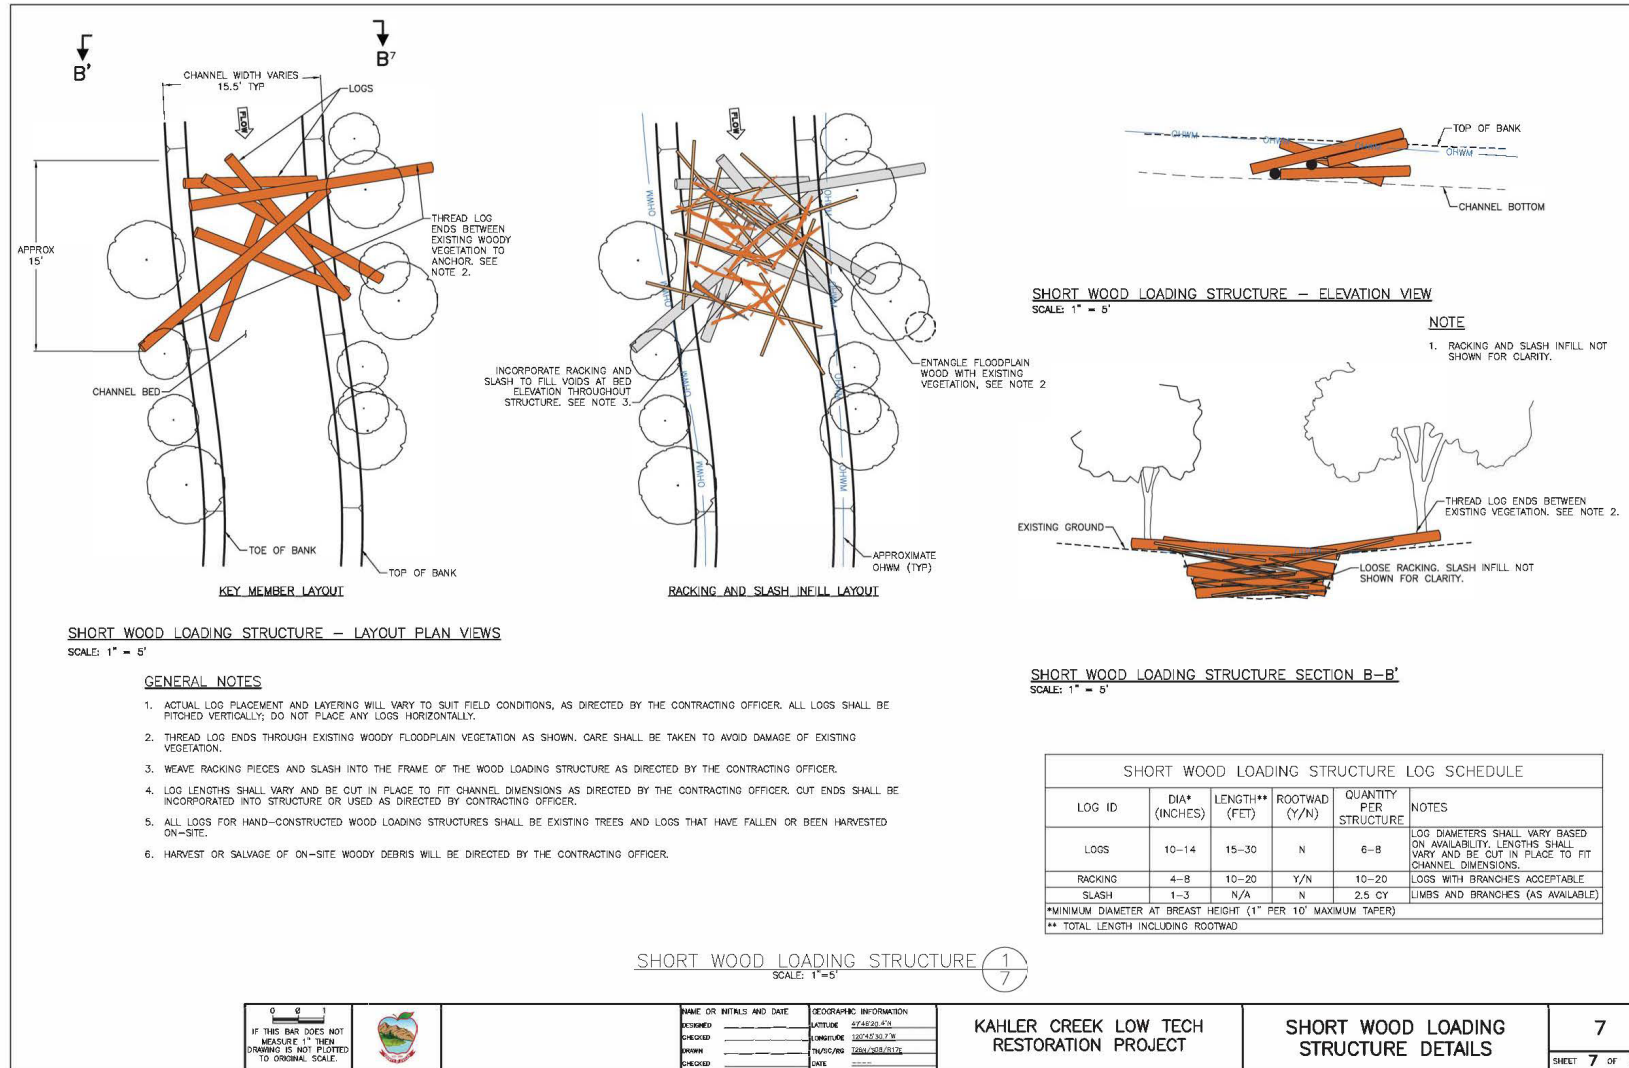 B'
B'
CHANNEL WIDTH VARIES
15.5' TYP
LOGS
FLOW
APPROX
15'
THREAD LOG
ENDS BETWEEN
EXISTING WOODY
VEGETATION TO
ANCHOR. SEE
NOTE 2.
CHANNEL BED
TOE OF BANK
TOP OF BANK
KEY MEMBER LAYOUT
FLOW
OHWM
OHWM
OHWM
OHWM
OHWM
OHWM
OHWM
OHWM
OHWM
INCORPORATE RACKING AND
SLASH TO FILL VOIDS AT BED
ELEVATION THROUGHOUT
STRUCTURE. SEE NOTE 3.
ENTANGLE FLOODPLAIN
WOOD WITH EXISTING
VEGETATION, SEE NOTE 2
APPROXIMATE
OHWM (TYP)
RACKING AND SLASH INFILL LAYOUT
SHORT WOOD LOADING STRUCTURE – LAYOUT PLAN VIEWS
SCALE: 1" = 5'
OHWM
OHWM
OHWM
TOP OF BANK
CHANNEL BOTTOM
SHORT WOOD LOADING STRUCTURE – ELEVATION VIEW
SCALE: 1" = 5'
NOTE
1. RACKING AND SLASH INFILL NOT
SHOWN FOR CLARITY.
EXISTING GROUND
THREAD LOG ENDS BETWEEN
EXISTING VEGETATION. SEE NOTE 2.
LOOSE RACKING. SLASH INFILL NOT
SHOWN FOR CLARITY.
SHORT WOOD LOADING STRUCTURE SECTION B–B'
SCALE: 1" = 5'
GENERAL NOTES
1. ACTUAL LOG PLACEMENT AND LAYERING WILL VARY TO SUIT FIELD CONDITIONS, AS DIRECTED BY THE CONTRACTING OFFICER. ALL LOGS SHALL BE
PITCHED VERTICALLY; DO NOT PLACE ANY LOGS HORIZONTALLY.
2. THREAD LOG ENDS THROUGH EXISTING WOODY FLOODPLAIN VEGETATION AS SHOWN. CARE SHALL BE TAKEN TO AVOID DAMAGE OF EXISTING
VEGETATION.
3. WEAVE RACKING PIECES AND SLASH INTO THE FRAME OF THE WOOD LOADING STRUCTURE AS DIRECTED BY THE CONTRACTING OFFICER.
4. LOG LENGTHS SHALL VARY AND BE CUT IN PLACE TO FIT CHANNEL DIMENSIONS AS DIRECTED BY THE CONTRACTING OFFICER. CUT ENDS SHALL BE
INCORPORATED INTO STRUCTURE OR USED AS DIRECTED BY CONTRACTING OFFICER.
5. ALL LOGS FOR HAND–CONSTRUCTED WOOD LOADING STRUCTURES SHALL BE EXISTING TREES AND LOGS THAT HAVE FALLEN OR BEEN HARVESTED
ON–SITE.
6. HARVEST OR SALVAGE OF ON–SITE WOODY DEBRIS WILL BE DIRECTED BY THE CONTRACTING OFFICER.
SHORT WOOD LOADING STRUCTURE LOG SCHEDULE
LOG ID DIA* (INCHES) LENGTH** (FET) ROOTWAD (Y/N) QUANTITY PER STRUCTURE NOTES
LOGS 10–14 15–30 N 6–8 LOG DIAMETERS SHALL VARY BASED
ON AVAILABILITY. LENGTHS SHALL
VARY AND BE CUT IN PLACE TO FIT
CHANNEL DIMENSIONS.
RACKING 4–8 10–20 Y/N 10–20 LOGS WITH BRANCHES ACCEPTABLE
SLASH 1–3 N/A N 2.5 CY LIMBS AND BRANCHES (AS AVAILABLE)
*MINIMUM DIAMETER AT BREAST HEIGHT (1" PER 10' MAXIMUM TAPER)
** TOTAL LENGTH INCLUDING ROOTWAD
SHORT WOOD LOADING STRUCTURE 1
SCALE: 1"=5' 7
IF THIS BAR DOES NOT
MEASURE 1" THEN
DRAWING IS NOT PLOTTED
TO ORIGINAL SCALE.
NAME OR INITIALS AND DATE
DESIGNED
CHECKED
DRAWN
CHECKED
GEOGRAPHIC INFORMATION
LATITUDE
LONGITUDE
TN/SC/RG
DATE
KAHLER CREEK LOW TECH
RESTORATION PROJECT
SHORT WOOD LOADING
STRUCTURE DETAILS
7
SHEET 7 OF